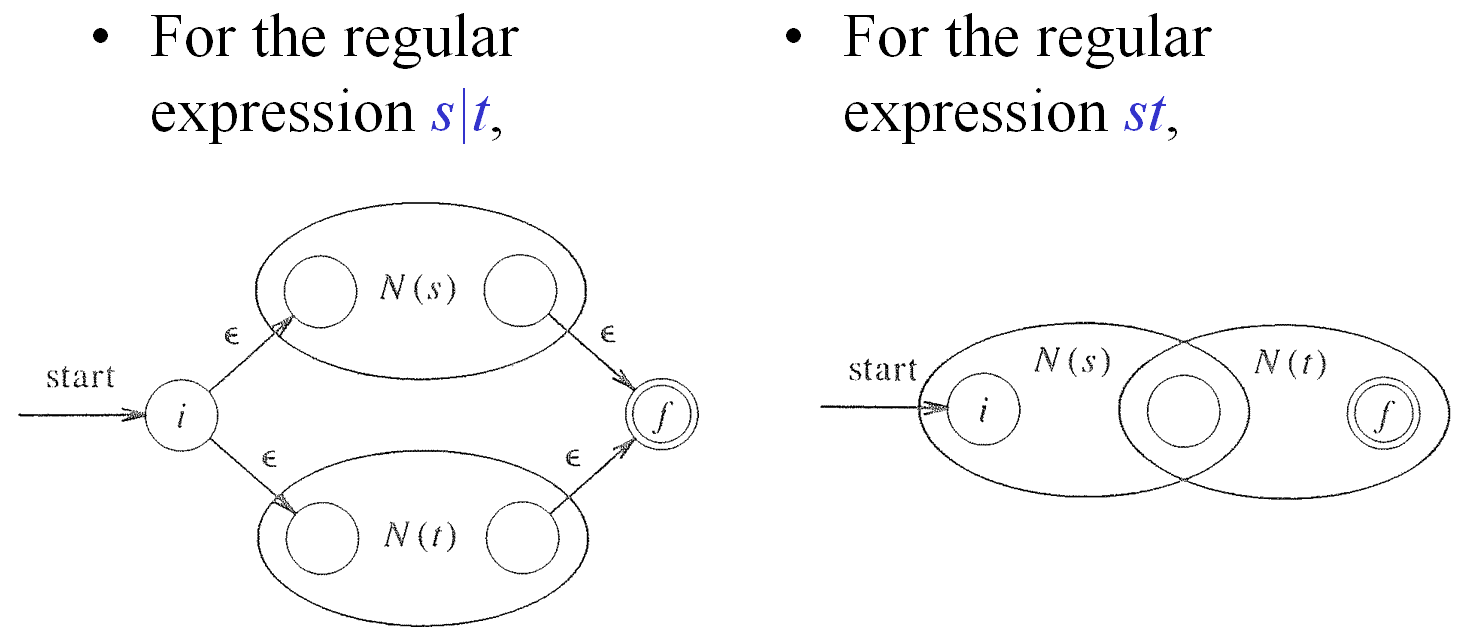 • For the regular
expression s|t,
N(s)
ϵ
ϵ
start
i
f
ϵ
ϵ
N(t)
• For the regular
expression st,
start
N(s)
N(t)
i
f